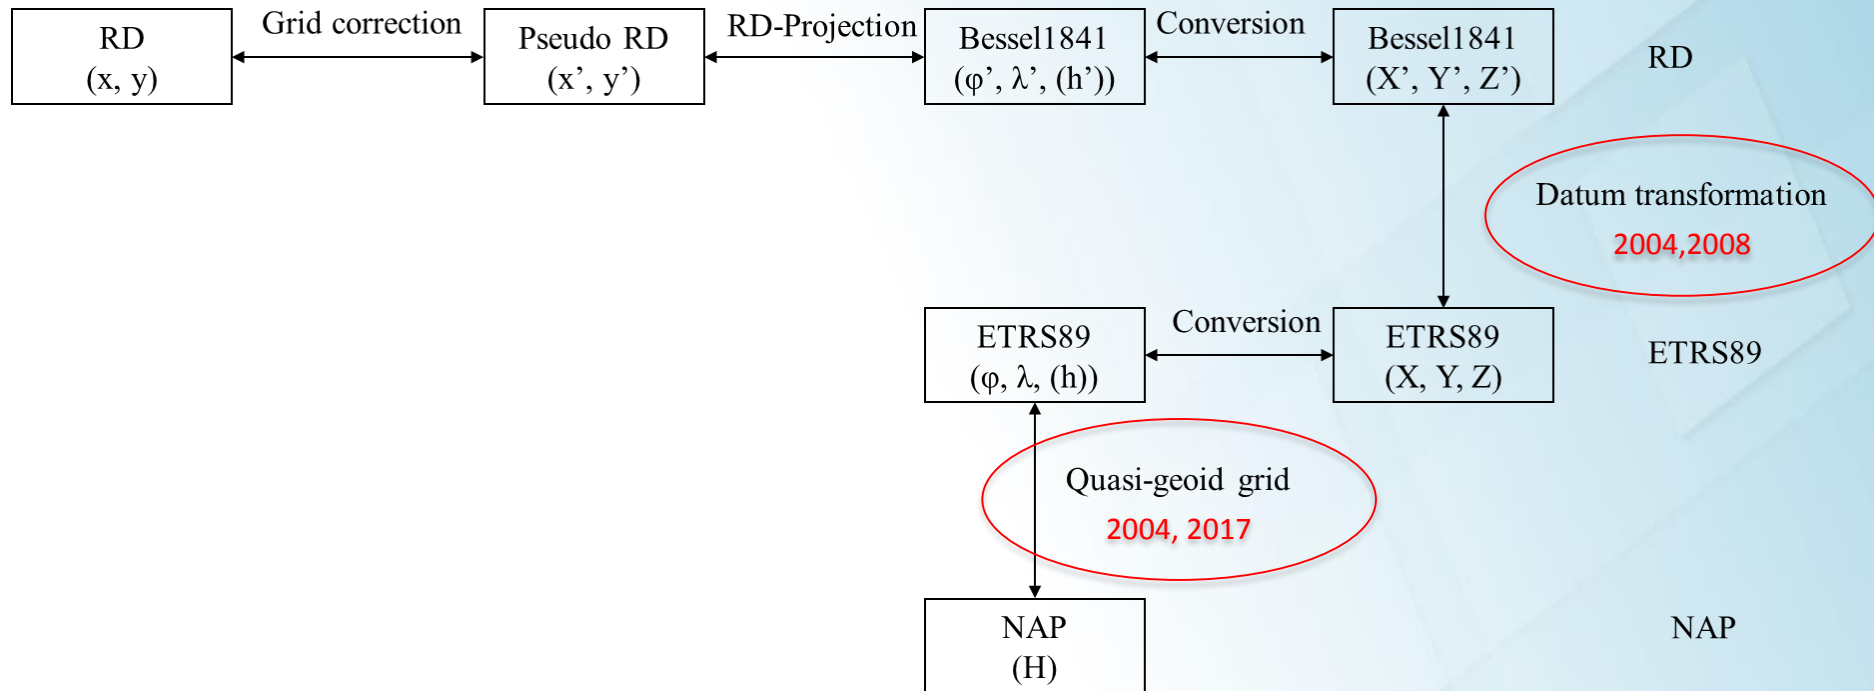 Grid correction
RD-Projection
Conversion
RD
(x, y)
Pseudo RD
(x’, y’)
Bessel1841
(φ’, λ’, (h’))
Bessel1841
(X’, Y’, Z’)
RD
Datum transformation
2004,2008
Conversion
ETRS89
(φ, λ, (h))
ETRS89
(X, Y, Z)
ETRS89
Quasi-geoid grid
2004, 2017
NAP
(H)
NAP